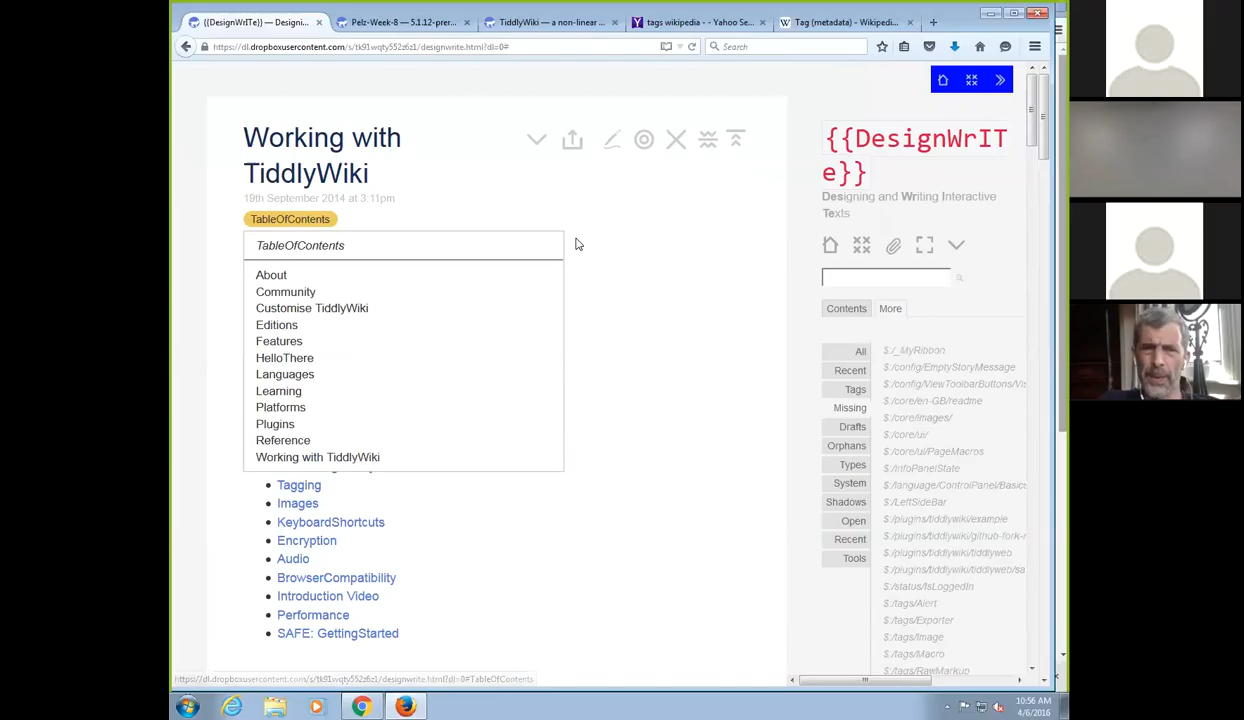 {{DesignWrITe}} — Designi...
Pelz-Week-8 — 5.1.12-prer...
TiddlyWiki — a non-linear ...
tags wikipedia - - Yahoo Se...
Tag (metadata) - Wikipedi...
https://dl.dropboxusercontent.com/s/tk91wqty552z6z1/designwrite.html?dl=0#
Search
Working with
TiddlyWiki
19th September 2014 at 3:11pm
TableOfContents
TableOfContents
About
Community
Customise TiddlyWiki
Editions
Features
HelloThere
Languages
Learning
Platforms
Plugins
Reference
Working with TiddlyWiki
Tagging
Images
KeyboardShortcuts
Encryption
Audio
BrowserCompatibility
Introduction Video
Performance
SAFE: GettingStarted
{{DesignWrIT
e}}
Designing and Writing Interactive
Texts
Contents
More
All
Recent
Tags
Missing
Drafts
Orphans
Types
System
Shadows
Open
Recent
Tools
$:/_MyRibbon
$:/config/EmptyStoryMessage
$:/config/ViewToolbarButtons/Vis
$:/core/en-GB/readme
$:/core/images/
$:/core/ui/
$:/core/ui/PageMacros
$:/InfoPanelState
$:/language/ControlPanel/Basics
$:/LeftSideBar
$:/plugins/tiddlywiki/example
$:/plugins/tiddlywiki/github-fork-r
$:/plugins/tiddlywiki/tiddlyweb
$:/plugins/tiddlywiki/tiddlyweb/sa
$:/status/IsLoggedIn
$:/tags/Alert
$:/tags/Exporter
$:/tags/Image
$:/tags/Macro
$:/tags/RawMarkup
https://dl.dropboxusercontent.com/s/tk91wqty552z6z1/designwrite.html?dl=0#TableOfContents
10:56 AM
4/6/2016